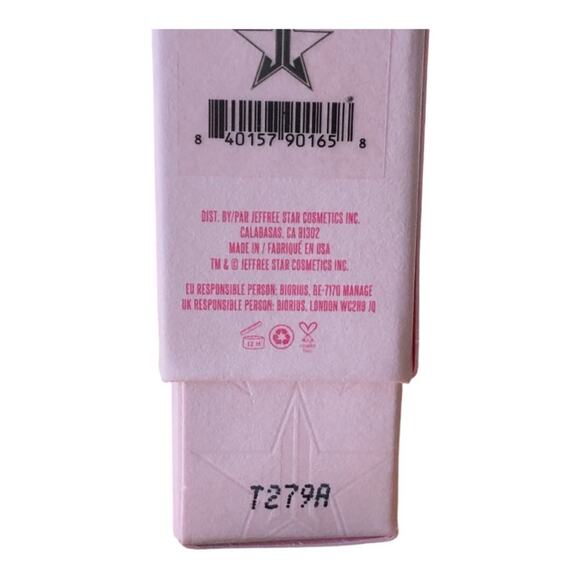 8 40157 90165 8
DIST. BY/PAR JEFFREE STAR COSMETICS INC.
CALABASAS, CA 91302
MADE IN / FABRIQUÉ EN USA
TM & © JEFFREE STAR COSMETICS INC.
EU RESPONSIBLE PERSON: BIORIUS, BE-7170 MANAGE
UK RESPONSIBLE PERSON: BIORIUS, LONDON WC2H9 JQ
12 M
cruelty
free
T279A